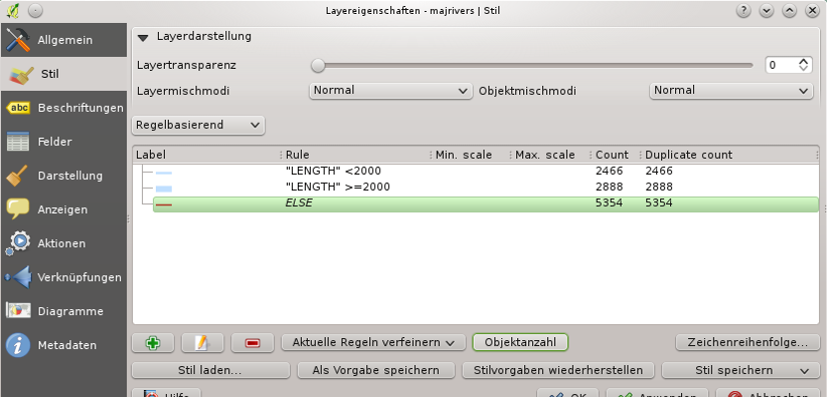 Layereigenschaften - majrivers | Stil
Allgemein
Stil
abc Beschriftungen
Felder
Darstellung
Anzeigen
Aktionen
Verknüpfungen
Diagramme
i Metadaten
Layerdarstellung
Layertransparenz 0
Layermischmodi Normal Objektmischmodi Normal
Regelbasierend
Label Rule Min. scale Max. scale Count Duplicate count
"LENGTH" <2000 2466 2466
"LENGTH" >=2000 2888 2888
ELSE 5354 5354
Aktuelle Regeln verfeinern Objektanzahl Zeichenreihenfolge...
Stil laden... Als Vorgabe speichern Stilvorgaben wiederherstellen Stil speichern
Hilfe OK Anwenden Abbrechen